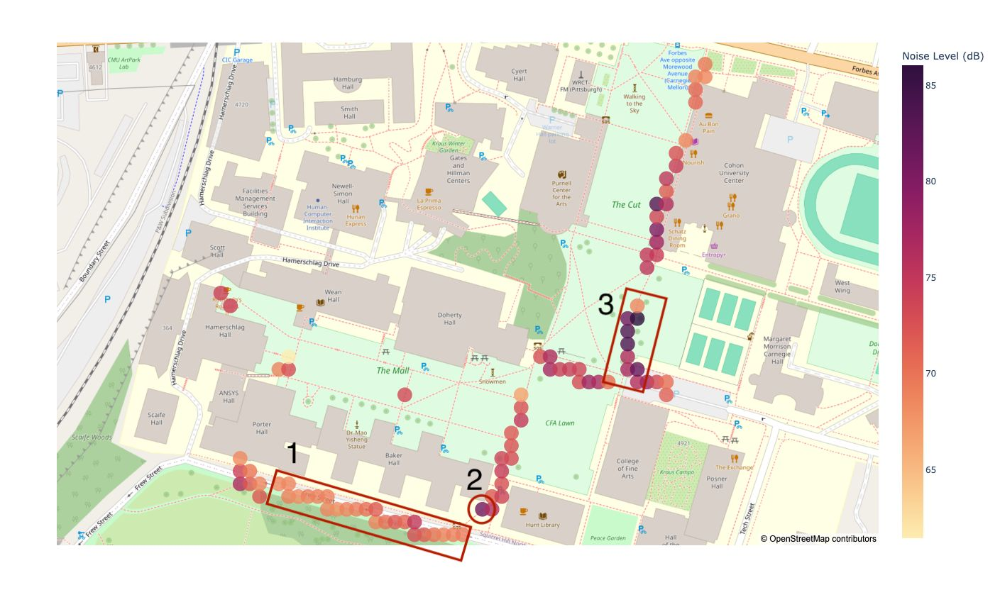 CMU ArtPark
Lab
4612
CIC Garage
Hamerschlag Drive
4720
Hamburg
Hall
Smith
Hall
Cyert
Hall
WRCT-
FM (Pittsburgh)
Walking
to the
Sky
Forbes
Ave opposite
Morewood
Avenue
(Carnegie
Mellon)
Warner
Hall parking
lot
SOS
Au Bon
Pain
Nourish
Cohon
University
Center
Grano
Schatz
Dining
Room
Entropy+
West
Wing
Kraus Winter
Garden
Gates
and
Hillman
Centers
La Prima
Espresso
Purnell
Center
for the
Arts
The Cut
Hamerschlag Drive
P&W Subdivision
Boundary Street
Facilities
Management
Services
Building
Newell-
Simon
Hall
Human
Computer
Interaction
Institute
Hunan
Express
Scott
Hall
Hamerschlag Drive
Wean
Hall
Doherty
Hall
364
Hamerschlag
Hall
Hamerschlag Drive
The Mall
Snowmen
SOS
3
Margaret
Morrison
Carnegie
Hall
ANSYS
Hall
Scaife
Hall
Scaife Woods
Porter
Hall
Dr. Mao
Yisheng
Statue
Baker
Hall
CFA Lawn
College
of Fine
Arts
4921
Kraus Campo
The Exchange
Posner
Hall
Frew Street
Frew Street
1
2
Hunt Library
Squirrel Hill North
Peace Garden
Hall
of the
Tech Street
© OpenStreetMap contributors
Noise Level (dB)
85
80
75
70
65